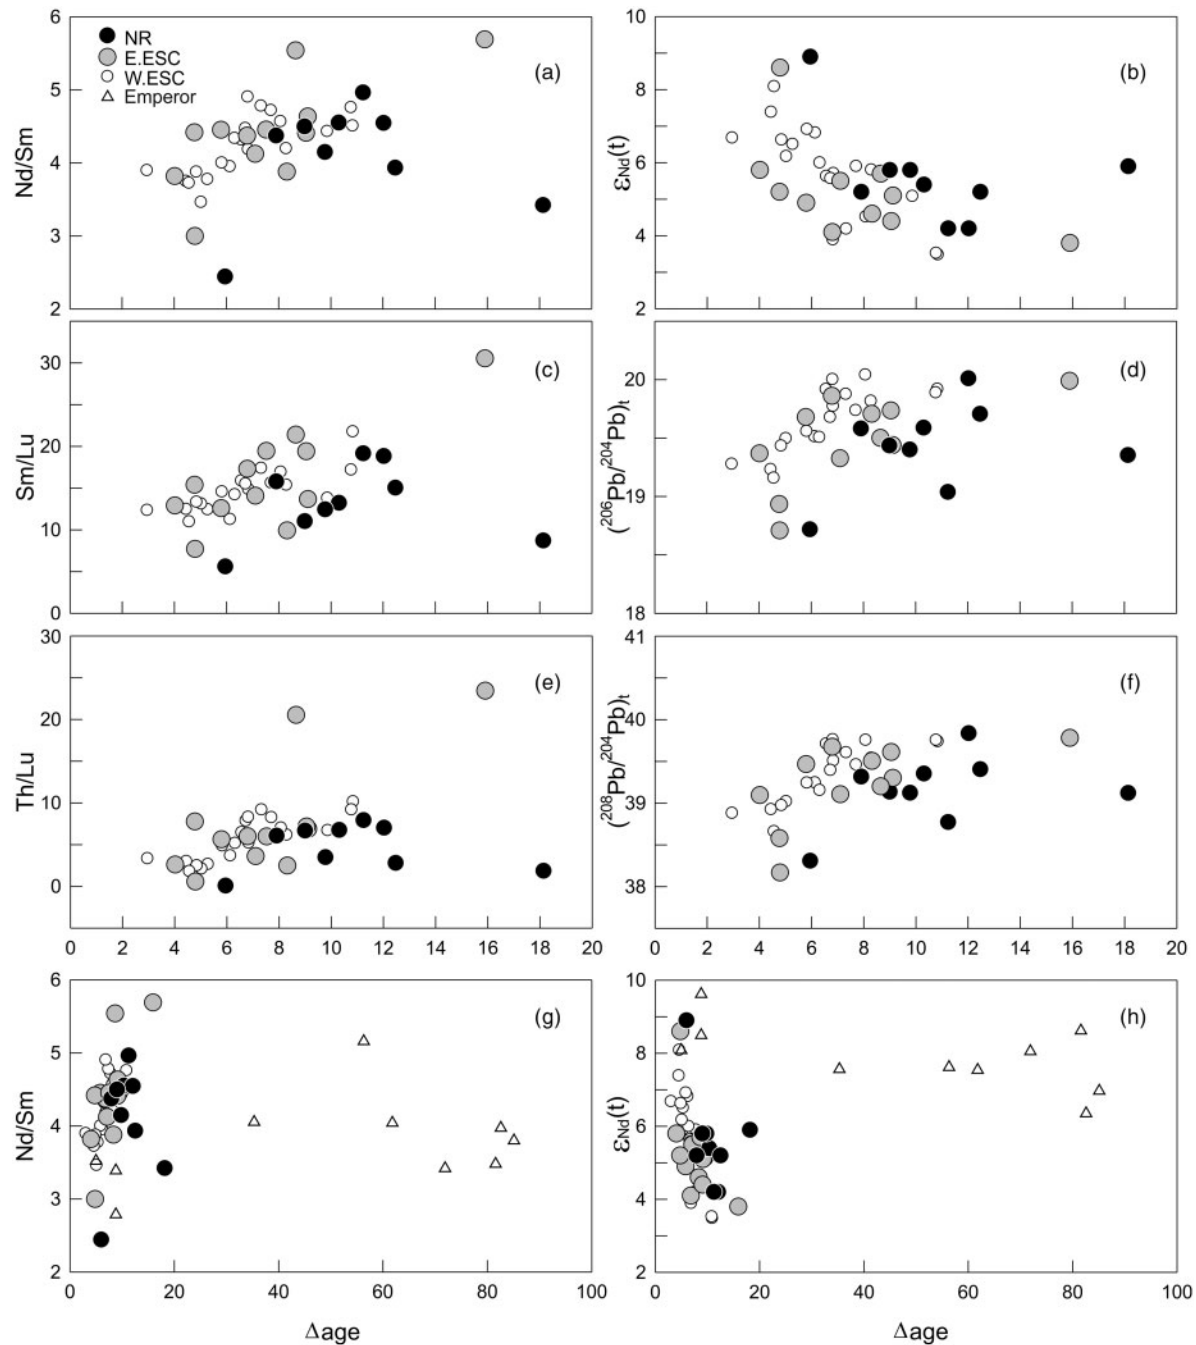 NR
E.ESC
W.ESC
Emperor
(a)
Nd/Sm
6
5
4
3
2
(b)
εNd(t)
10
8
6
4
2
(c)
Sm/Lu
30
20
10
0
(d)
(²⁰⁶Pb/²⁰⁴Pb)t
20
19
18
(e)
Th/Lu
30
20
10
0
0 2 4 6 8 10 12 14 16 18 20
(f)
(²⁰⁸Pb/²⁰⁴Pb)t
41
40
39
38
0 2 4 6 8 10 12 14 16 18 20
(g)
Nd/Sm
6
5
4
3
2
0 20 40 60 80 100
Δage
(h)
εNd(t)
10
8
6
4
2
0 20 40 60 80 100
Δage